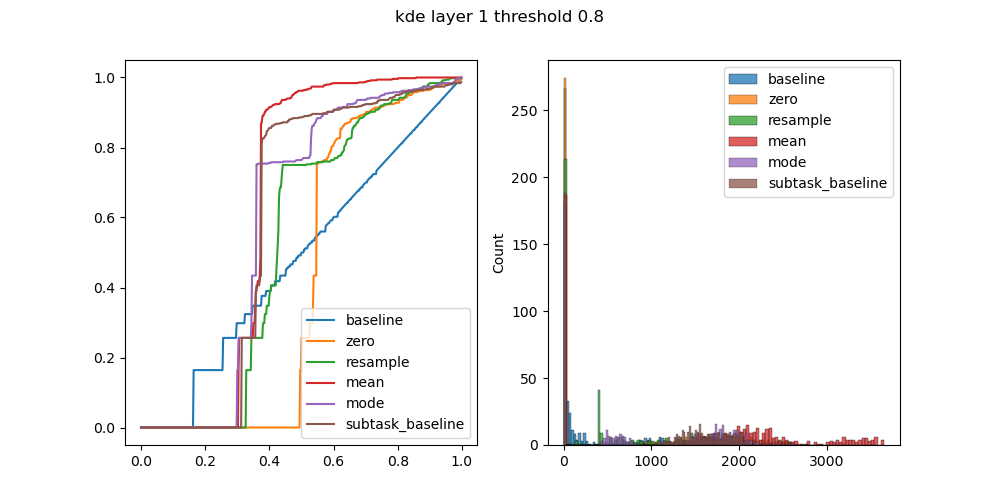 kde layer 1 threshold 0.8
1.0
0.8
0.6
0.4
0.2
0.0
0.0 0.2 0.4 0.6 0.8 1.0
baseline
zero
resample
mean
mode
subtask_baseline
Count
250
200
150
100
50
0
0 1000 2000 3000
baseline
zero
resample
mean
mode
subtask_baseline